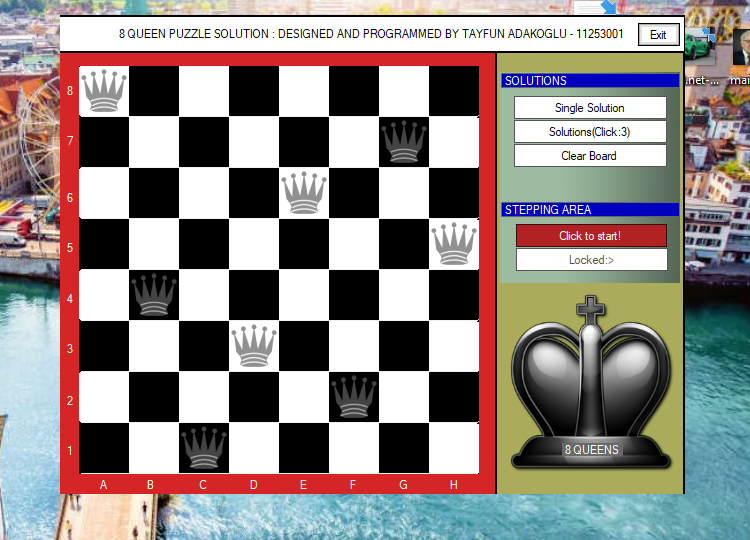 8 QUEEN PUZZLE SOLUTION : DESIGNED AND PROGRAMMED BY TAYFUN ADAKOGLU - 11253001
Exit
.net-...
mai
8
7
6
5
4
3
2
1
A B C D E F G H
SOLUTIONS
Single Solution
Solutions(Click:3)
Clear Board
STEPPING AREA
Click to start!
Locked:>
8 QUEENS